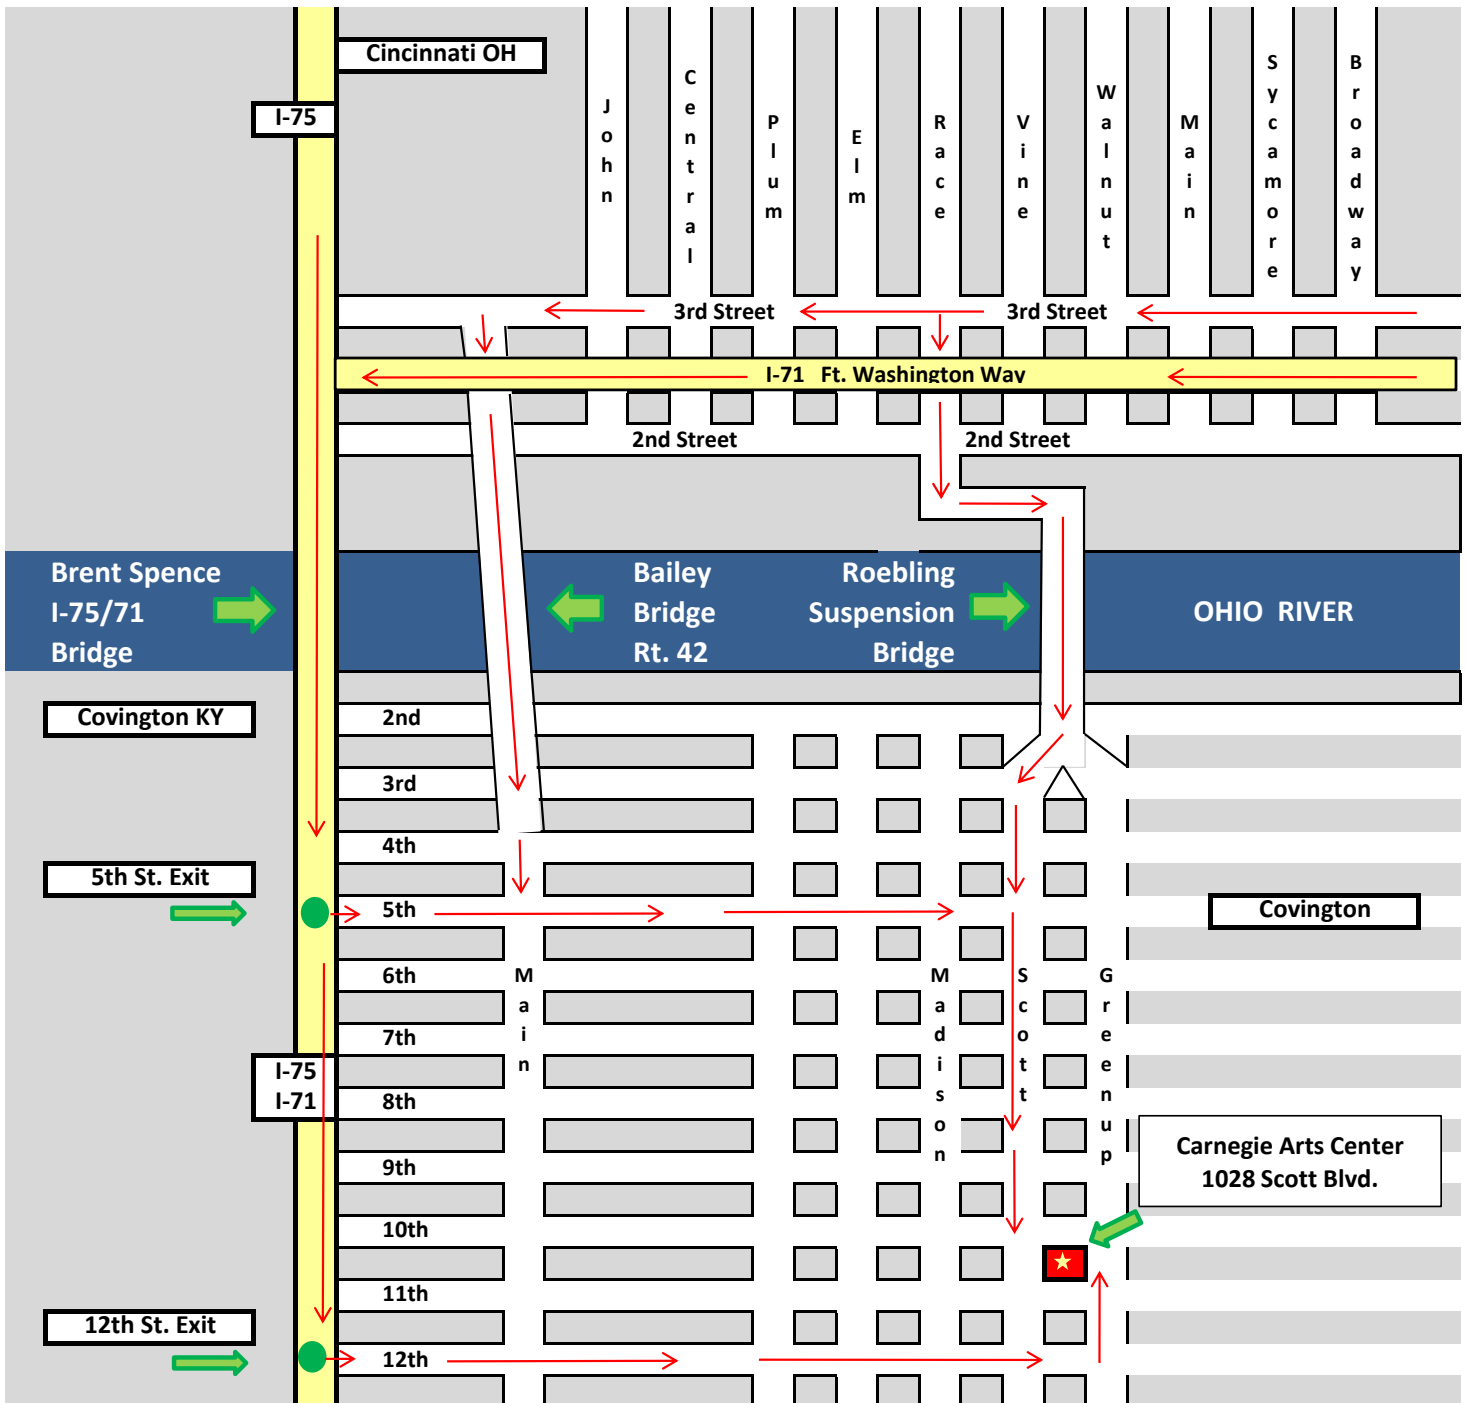 Cincinnati OH
I-75
John
Central
Plum
Elm
Race
Vine
Walnut
Main
Sycamore
Broadway
3rd Street
3rd Street
I-71 Ft. Washington Way
2nd Street
2nd Street
Brent Spence
I-75/71
Bridge
Bailey
Bridge
Rt. 42
Roebling
Suspension
Bridge
OHIO RIVER
Covington KY
2nd
3rd
4th
5th St. Exit
5th
Covington
6th
Main
Madison
Scott
Greenup
7th
I-75
I-71
8th
9th
Carnegie Arts Center
1028 Scott Blvd.
10th
11th
12th St. Exit
12th